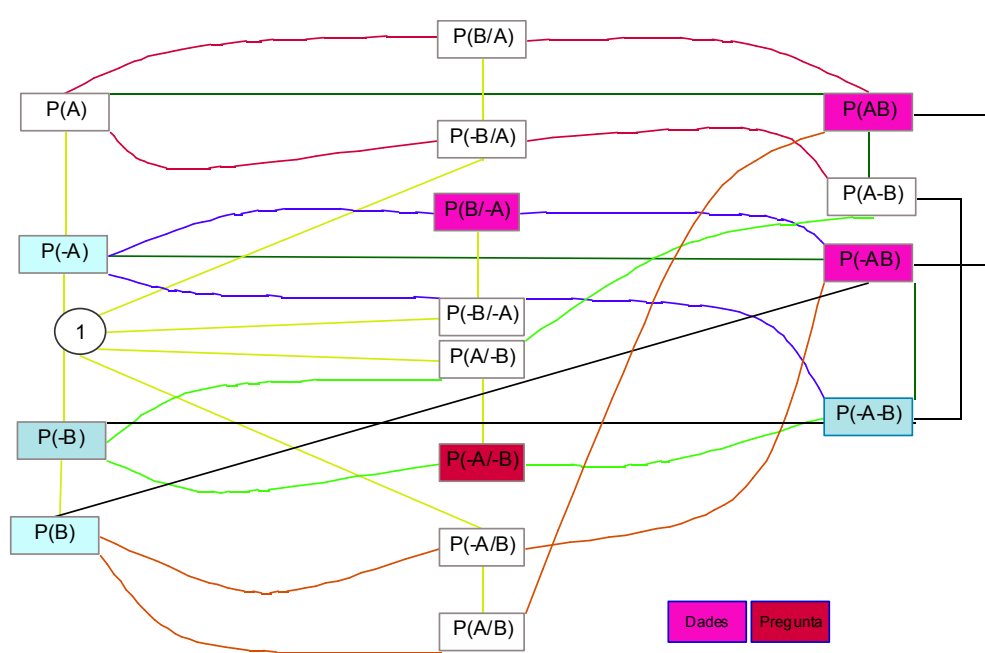 P(B/A)
P(A)
P(AB)
P(-B/A)
P(A-B)
P(B/-A)
P(-A)
P(-AB)
P(-B/-A)
1
P(A/-B)
P(-A-B)
P(-B)
P(-A/-B)
P(B)
P(-A/B)
P(A/B)
Dades
Pregunta